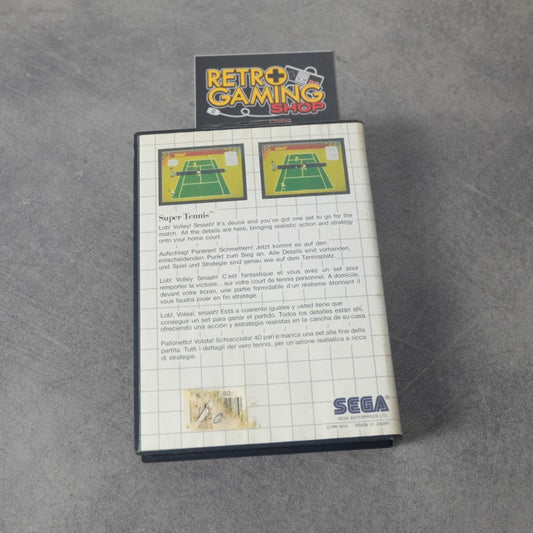 RETRO
GAMING
SHOP
Super Tennis™
Lob! Volley! Smash! It's deuce and you've got one set to go for the
match. All the details are here, bringing realistic action and strategy
onto your home court.
Aufschlag! Parieren! Schmettern! Jetzt kommt es auf den
entscheidenden Punkt zum Sieg an. Alle Details sind vorhanden,
und Spiel und Strategie sind genau wie auf dem Tennisplatz.
Lob! Volley Smash! C'est fantastique et vous avez un set pour
remporter la victoire... sur votre court de tennis personnel. A domicile,
devant votre écran, une partie formidable d'un réalisme étonnant il
vous faudra jouer en fin stratège.
Lob!, Volea!, smash! Está a cuarenta iguales y usted tiene que
conseguir un set para ganar el partido. Todos los detalles están ahí,
ofreciendo una acción y estrategia realistas en la cancha de su casa.
Pallonetto! Volata! Schiacciata! 40 pari e manca una set alla fine della
partita. Tutti i dettagli del vero tennis, per un'azione realistica e ricca
di strategie.
SEGA
SEGA ENTERPRISES LTD.
Made in Japan